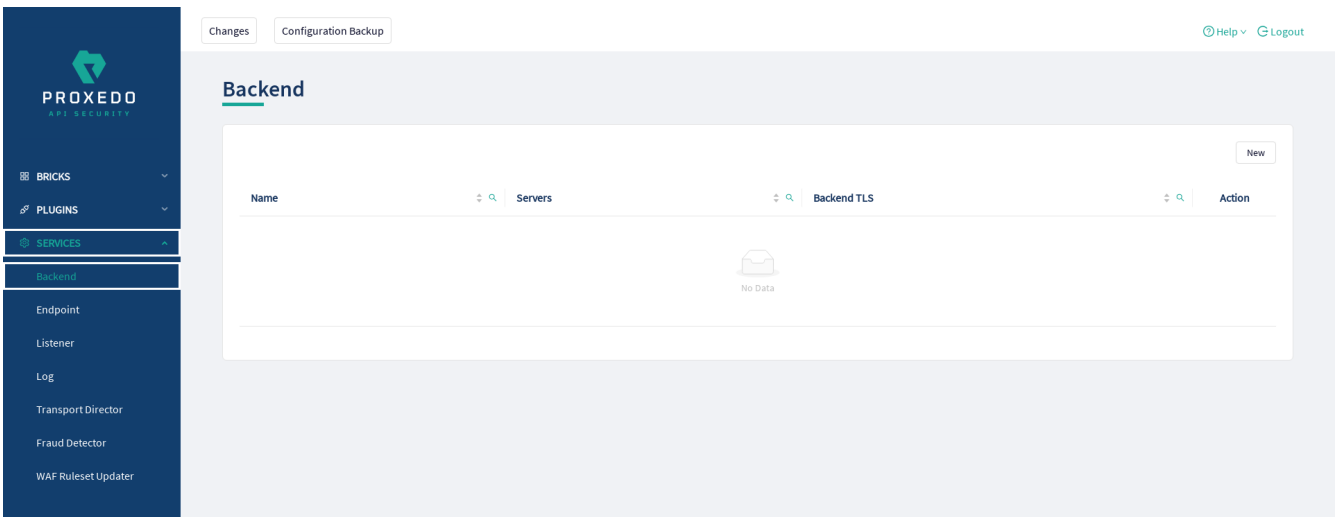 Changes Configuration Backup Help Logout
PROXEDO
API SECURITY
Backend
New
BRICKS
PLUGINS
SERVICES
Backend
Endpoint
Listener
Log
Transport Director
Fraud Detector
WAF Ruleset Updater
Name Servers Backend TLS Action
No Data